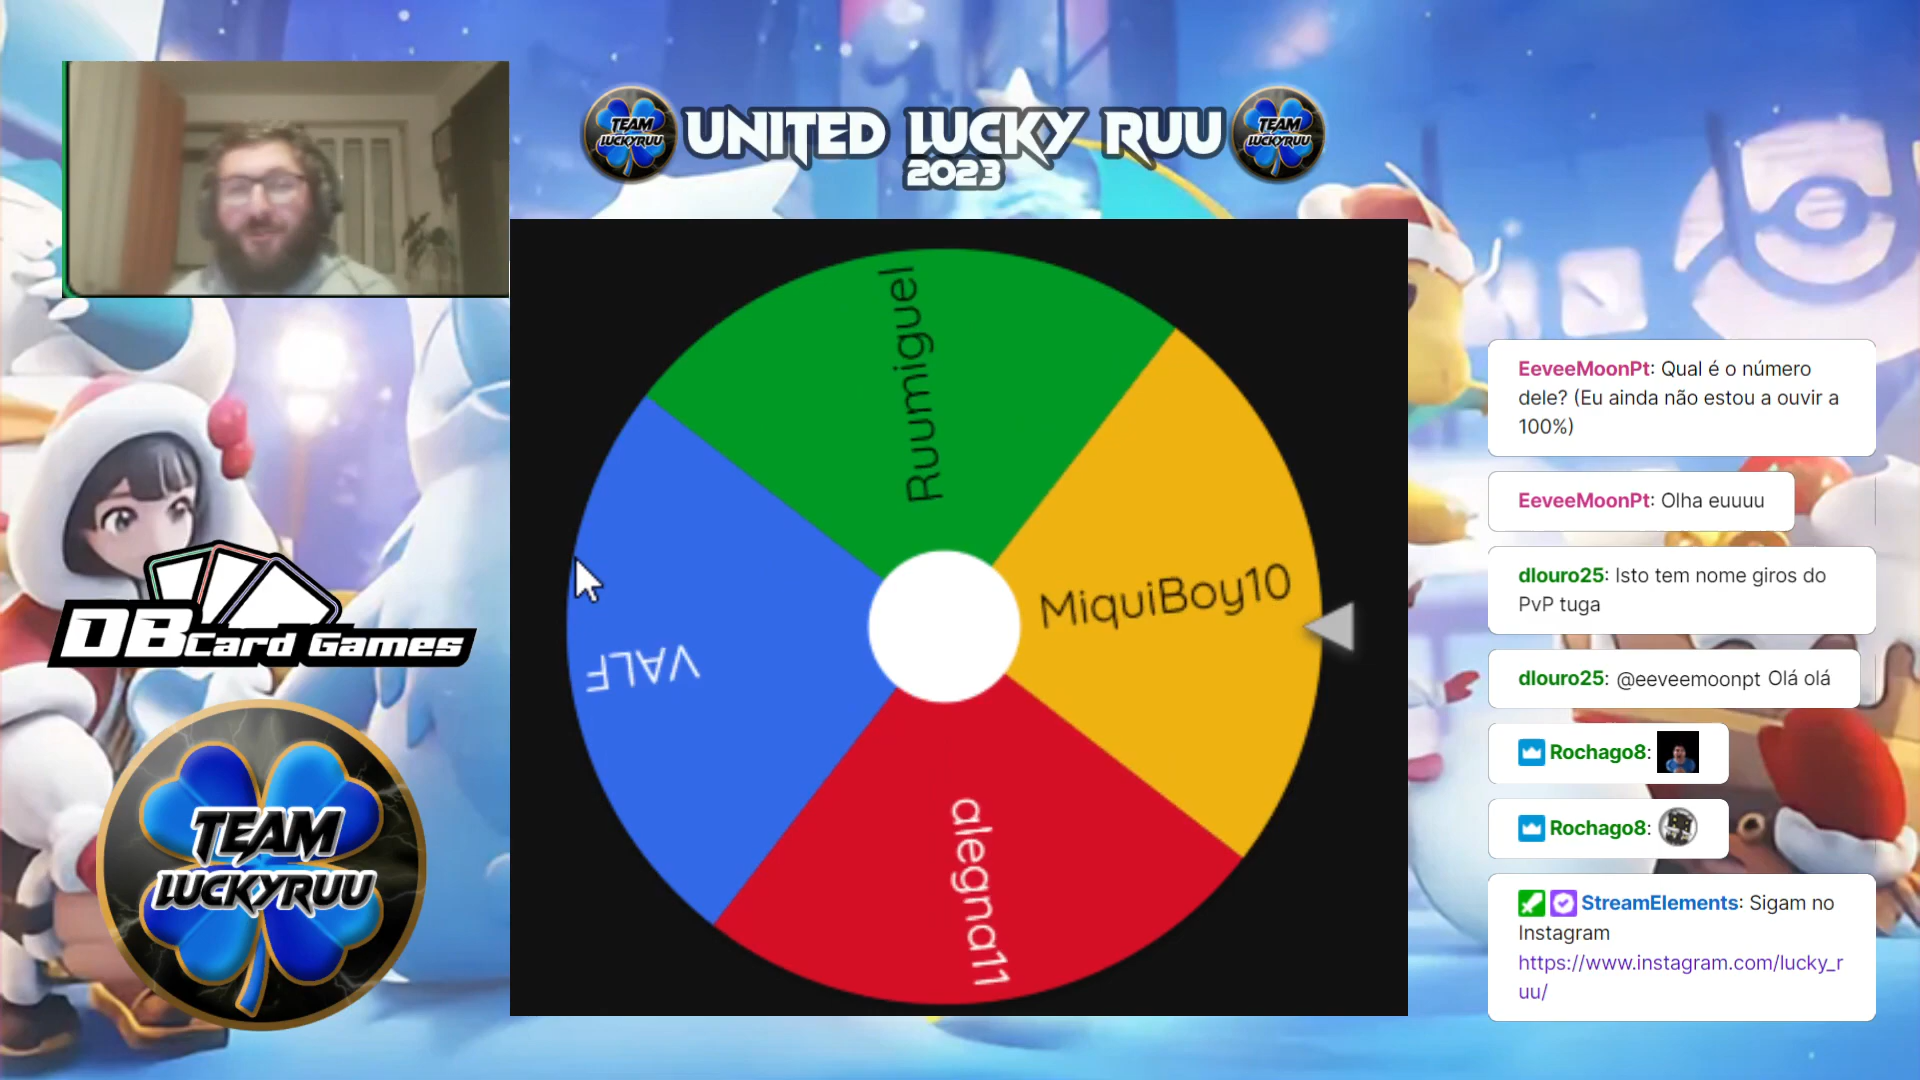 TEAM
LUCKYRUU
UNITED LUCKY RUU
2023
TEAM
LUCKYRUU
Ruumiguel
MiquiBoy10
VALF
alegna11
DB Card Games
TEAM
LUCKYRUU
EeveeMoonPt: Qual é o número
dele? (Eu ainda não estou a ouvir a
100%)
EeveeMoonPt: Olha euuuu
dlouro25: Isto tem nome giros do
PvP tuga
dlouro25: @eeveemoonpt Olá olá
Rochago8:
Rochago8:
StreamElements: Sigam no
Instagram
https://www.instagram.com/lucky_r
uu/